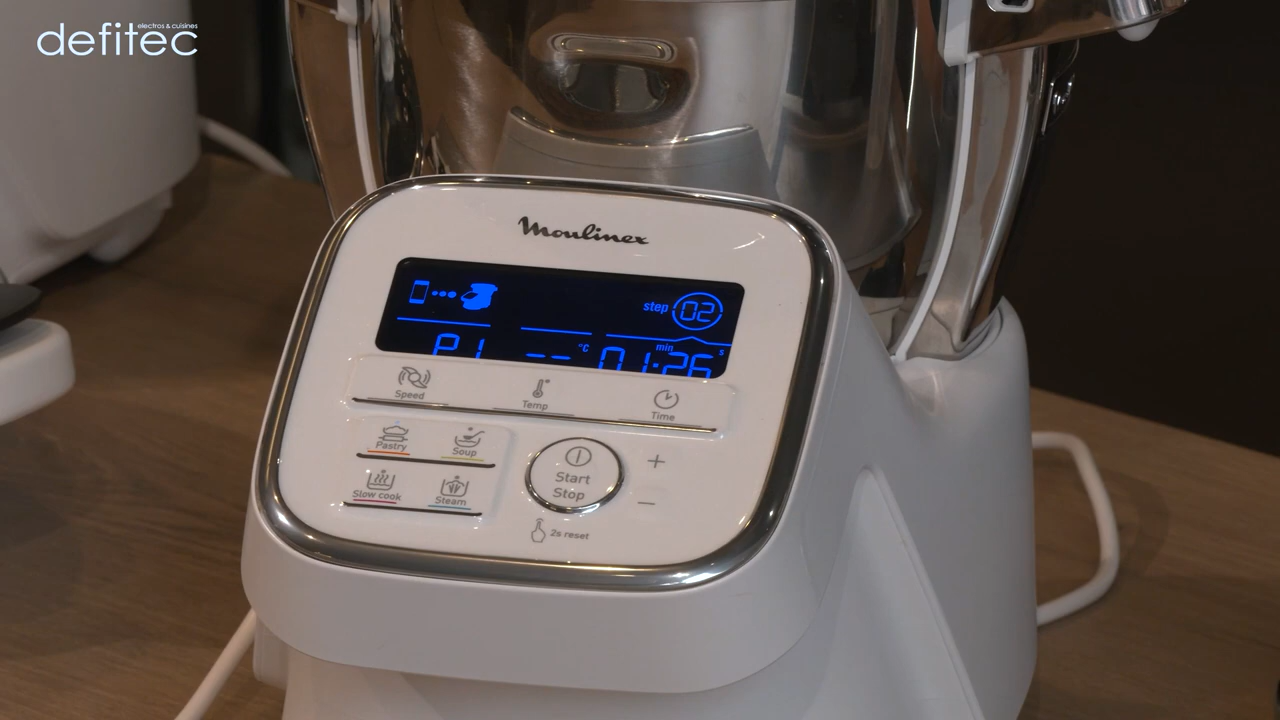 electros & cuisines
defitec
Moulinex
step 02
°C min s
P1 -- 01:26
Speed Temp Time
Pastry Soup
Slow cook Steam
Start
Stop
+
−
2s reset